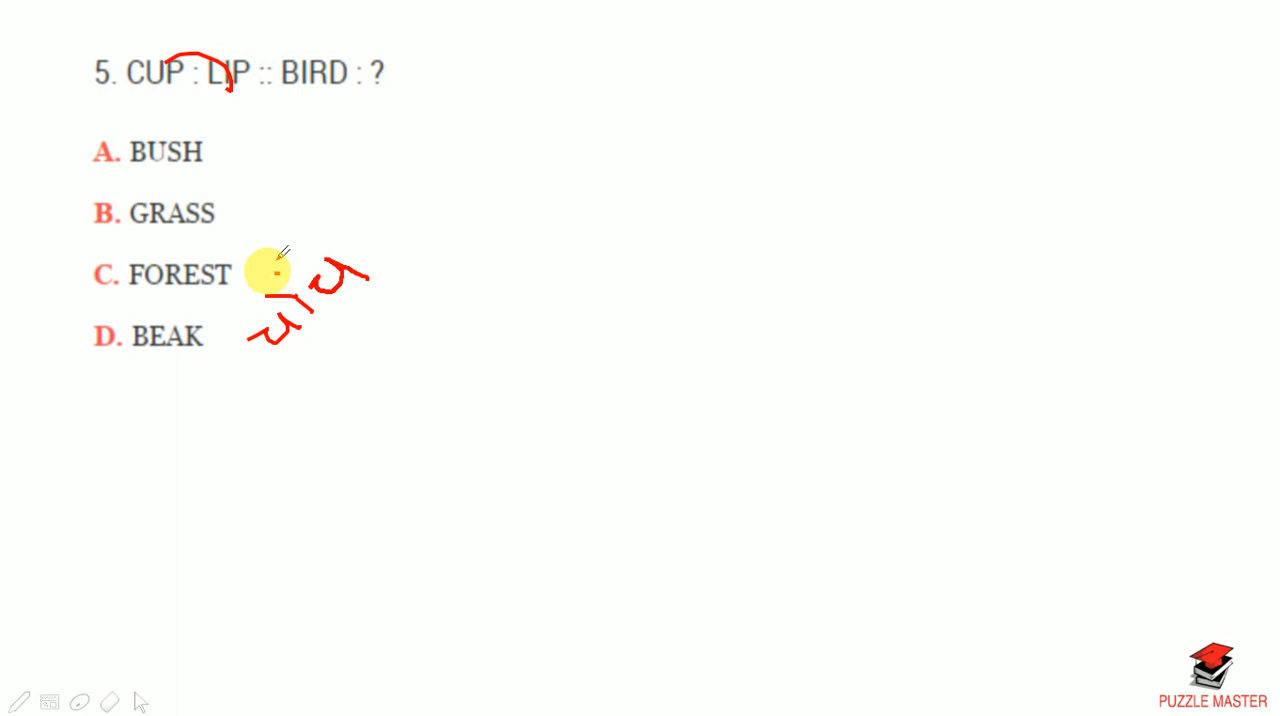 5. CUP : LIP :: BIRD : ?
A. BUSH
B. GRASS
C. FOREST
D. BEAK
PUZZLE MASTER